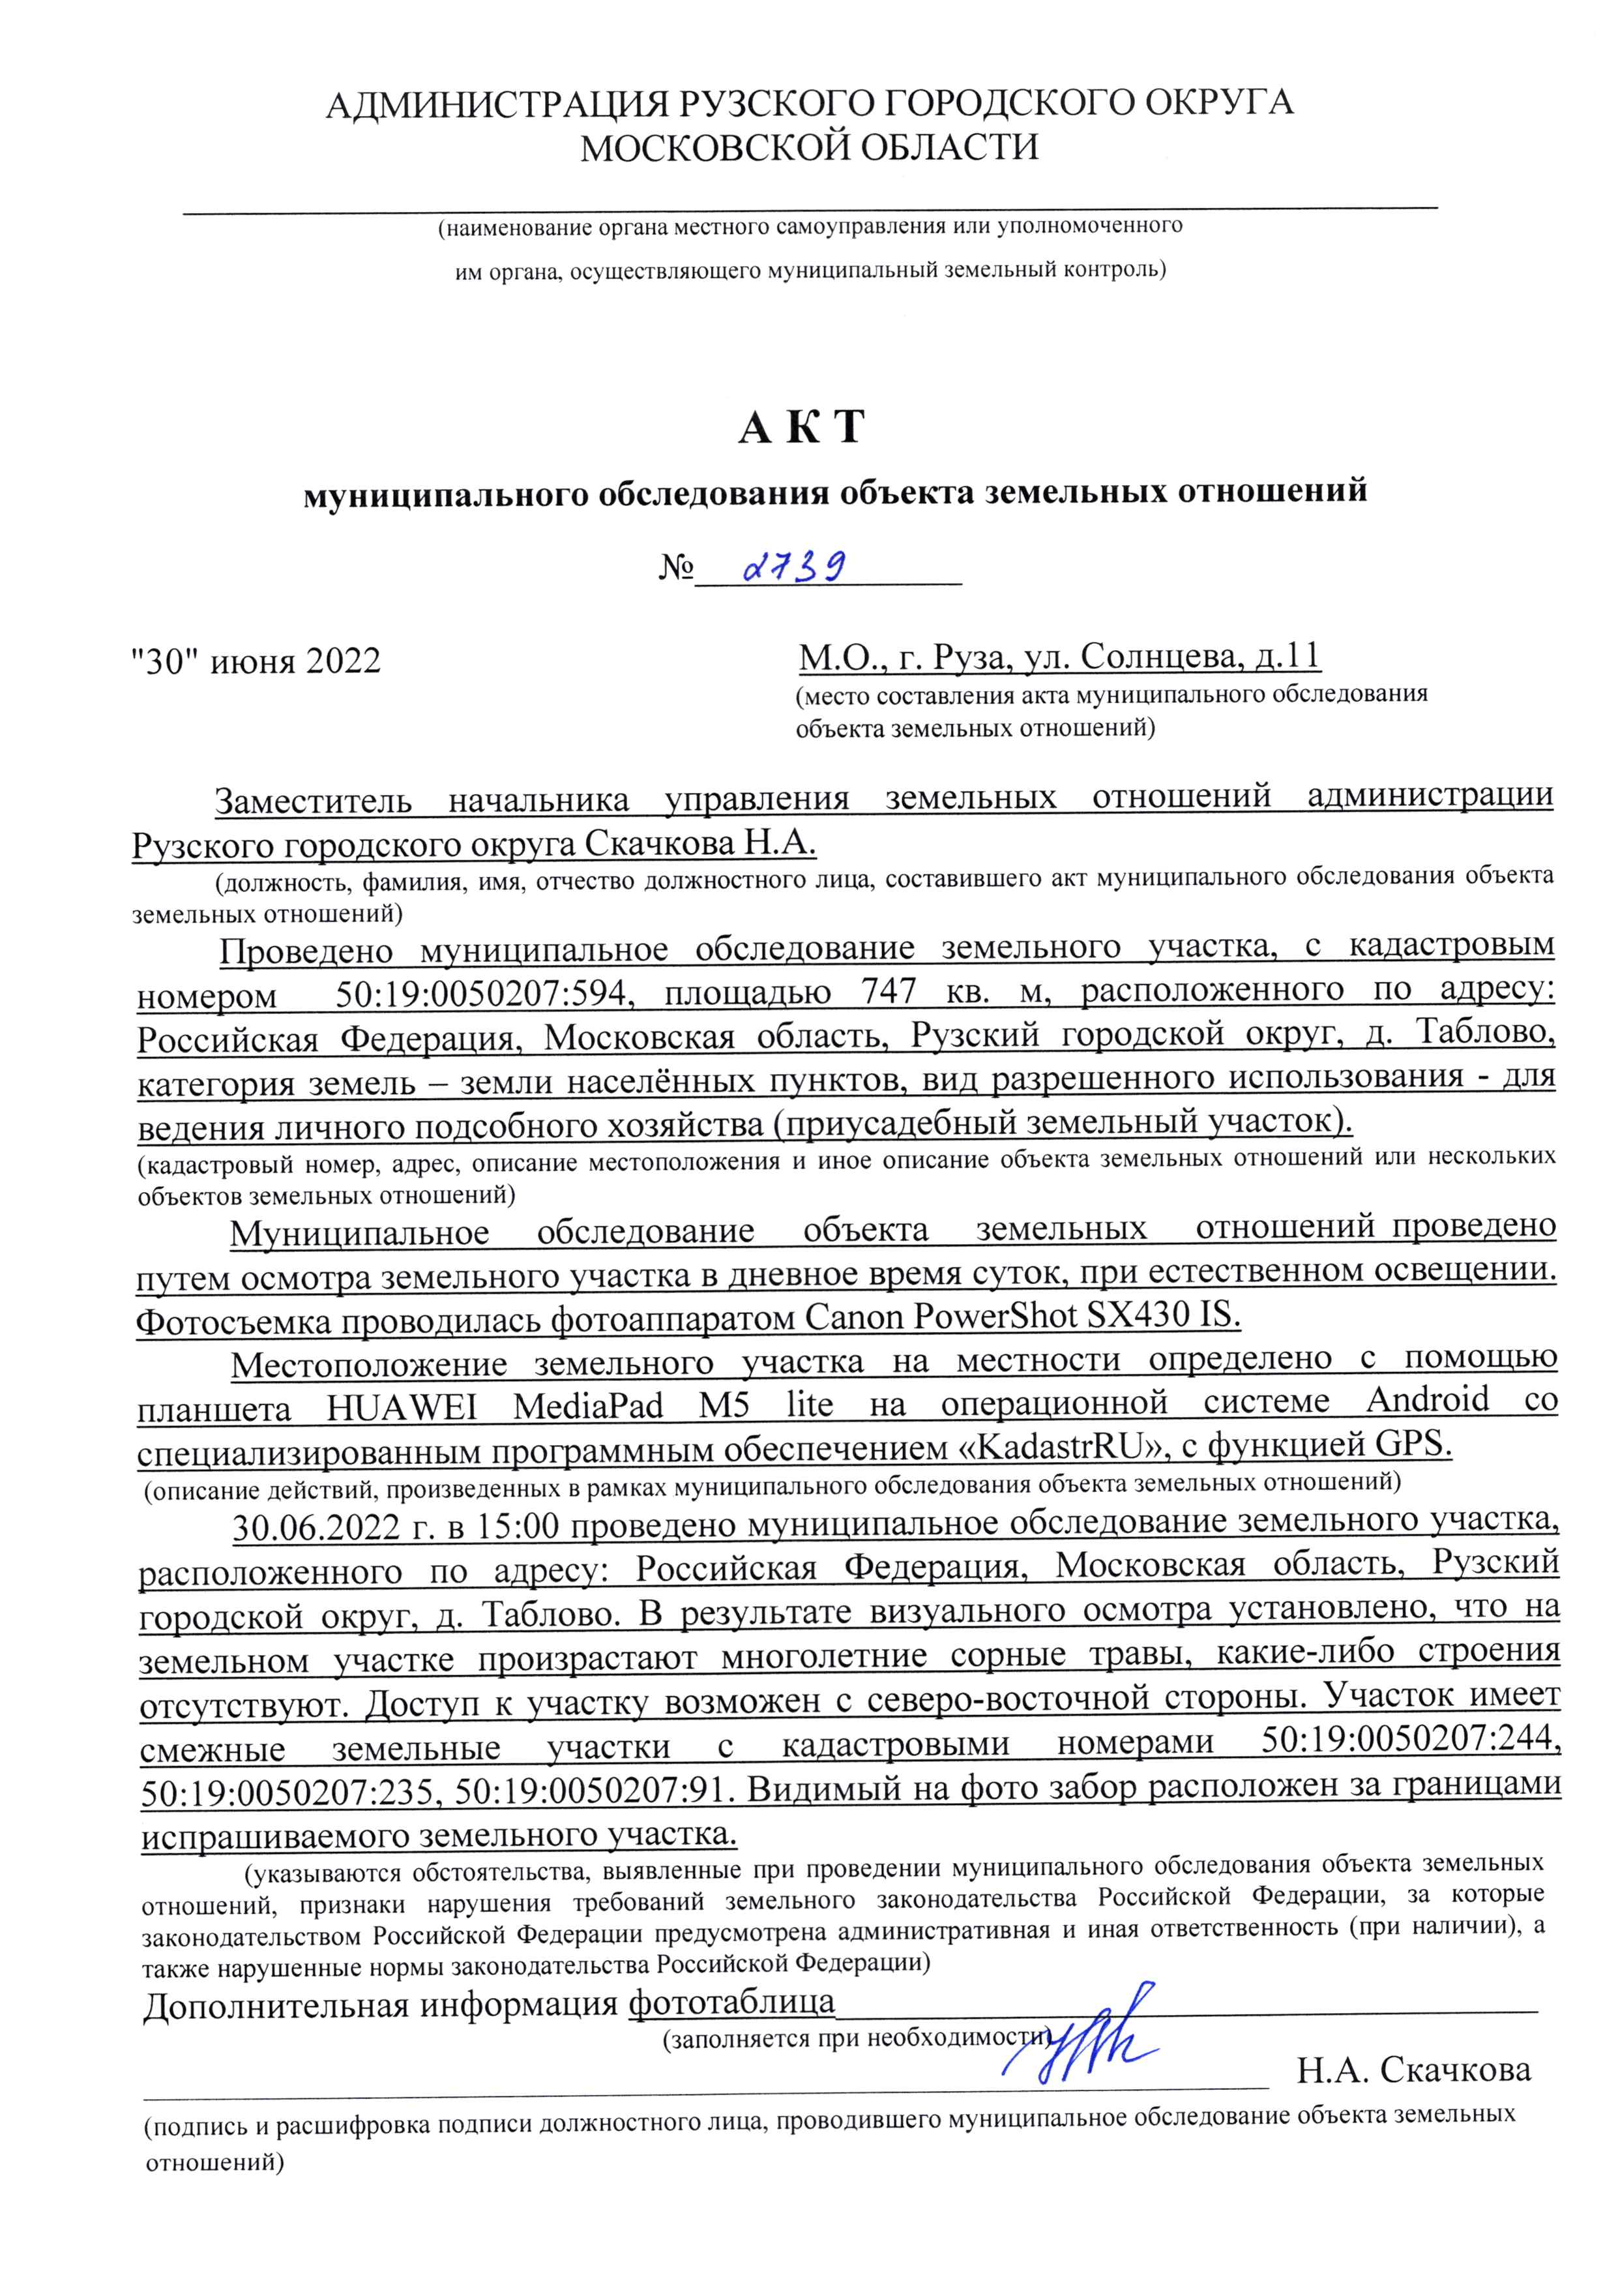 АДМИНИСТРАЦИЯ РУЗСКОГО ГОРОДСКОГО ОКРУГА
МОСКОВСКОЙ ОБЛАСТИ
(наименование органа местного самоуправления или уполномоченного
им органа, осуществляющего муниципальный земельный контроль)
А К Т
муниципального обследования объекта земельных отношений
№ 2739
"30" июня 2022
М.О., г. Руза, ул. Солнцева, д.11
(место составления акта муниципального обследования
объекта земельных отношений)
Заместитель начальника управления земельных отношений администрации
Рузского городского округа Скачкова Н.А.
(должность, фамилия, имя, отчество должностного лица, составившего акт муниципального обследования объекта
земельных отношений)
Проведено муниципальное обследование земельного участка, с кадастровым
номером 50:19:0050207:594, площадью 747 кв. м, расположенного по адресу:
Российская Федерация, Московская область, Рузский городской округ, д. Таблово,
категория земель – земли населённых пунктов, вид разрешенного использования - для
ведения личного подсобного хозяйства (приусадебный земельный участок).
(кадастровый номер, адрес, описание местоположения и иное описание объекта земельных отношений или нескольких
объектов земельных отношений)
Муниципальное обследование объекта земельных отношений проведено
путем осмотра земельного участка в дневное время суток, при естественном освещении.
Фотосъемка проводилась фотоаппаратом Canon PowerShot SX430 IS.
Местоположение земельного участка на местности определено с помощью
планшета HUAWEI MediaPad M5 lite на операционной системе Android со
специализированным программным обеспечением «KadastrRU», с функцией GPS.
(описание действий, произведенных в рамках муниципального обследования объекта земельных отношений)
30.06.2022 г. в 15:00 проведено муниципальное обследование земельного участка,
расположенного по адресу: Российская Федерация, Московская область, Рузский
городской округ, д. Таблово. В результате визуального осмотра установлено, что на
земельном участке произрастают многолетние сорные травы, какие-либо строения
отсутствуют. Доступ к участку возможен с северо-восточной стороны. Участок имеет
смежные земельные участки с кадастровыми номерами 50:19:0050207:244,
50:19:0050207:235, 50:19:0050207:91. Видимый на фото забор расположен за границами
испрашиваемого земельного участка.
(указываются обстоятельства, выявленные при проведении муниципального обследования объекта земельных
отношений, признаки нарушения требований земельного законодательства Российской Федерации, за которые
законодательством Российской Федерации предусмотрена административная и иная ответственность (при наличии), а
также нарушенные нормы законодательства Российской Федерации)
Дополнительная информация фототаблица
(заполняется при необходимости)
Н.А. Скачкова
(подпись и расшифровка подписи должностного лица, проводившего муниципальное обследование объекта земельных
отношений)